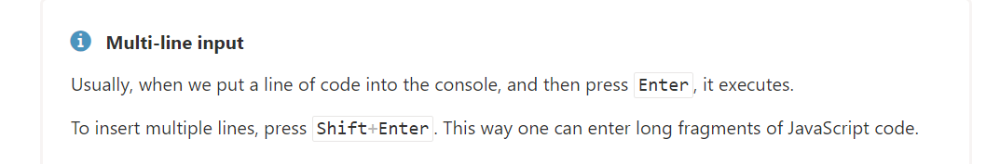 Multi-line input
Usually, when we put a line of code into the console, and then press Enter, it executes.
To insert multiple lines, press Shift+Enter. This way one can enter long fragments of JavaScript code.